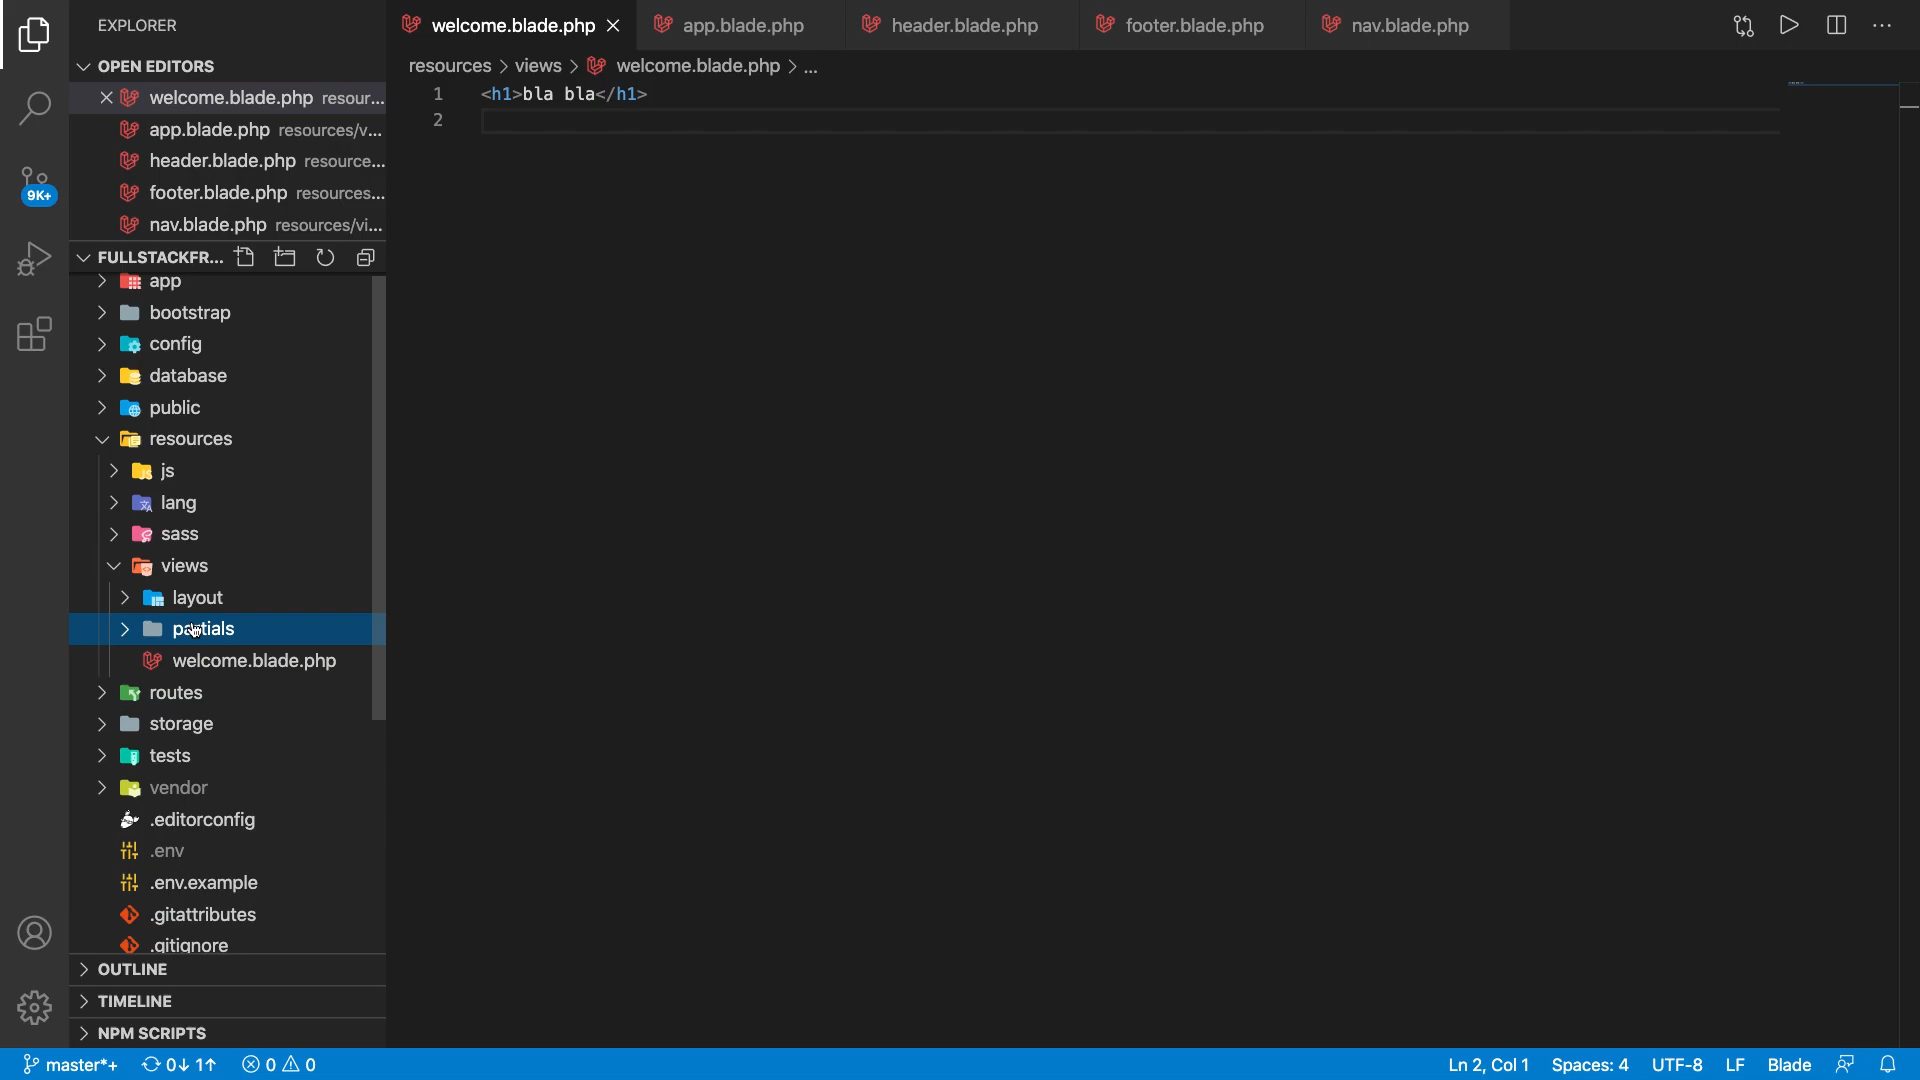 EXPLORER
welcome.blade.php
app.blade.php
header.blade.php
footer.blade.php
nav.blade.php
OPEN EDITORS
resources > views > welcome.blade.php > ...
welcome.blade.php resour...
app.blade.php resources/v...
header.blade.php resource...
footer.blade.php resources...
nav.blade.php resources/vi...
1 <h1>bla bla</h1>
2
9K+
FULLSTACKFR...
app
bootstrap
config
database
public
resources
js
lang
sass
views
layout
partials
welcome.blade.php
routes
storage
tests
vendor
.editorconfig
.env
.env.example
.gitattributes
.gitignore
OUTLINE
TIMELINE
NPM SCRIPTS
master*+ 0↓ 1↑ 0 0 Ln 2, Col 1 Spaces: 4 UTF-8 LF Blade